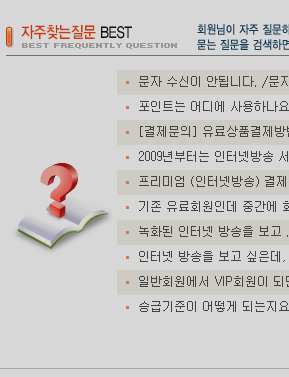 자주찾는질문 BEST
BEST FREQUENTLY QUESTION
회원님이 자주 질문하
묻는 질문을 검색하면
문자 수신이 안됩니다. /문자
포인트는 어디에 사용하나요
[결제문의] 유료상품결제방법
2009년부터는 인터넷방송 서
프리미엄 (인터넷방송) 결제
기존 유료회원인데 중간에 회
녹화된 인터넷 방송을 보고 ,
인터넷 방송을 보고 싶은데,
일반회원에서 VIP회원이 되면
승급기준이 어떻게 되는지요